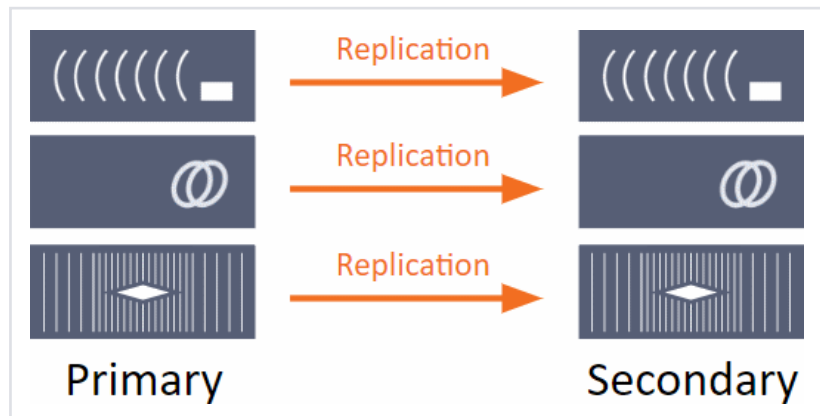 Replication
Replication
Replication
Primary
Secondary